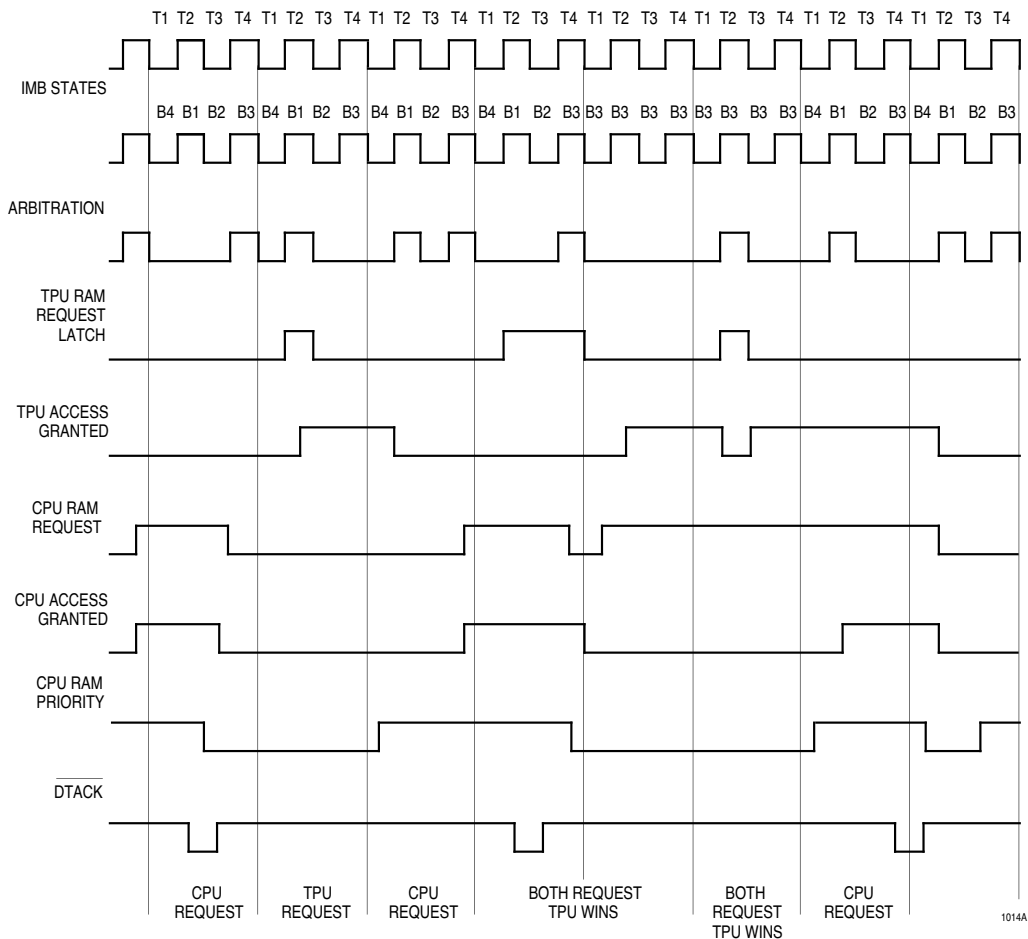 T1 T2 T3 T4 T1 T2 T3 T4 T1 T2 T3 T4 T1 T2 T3 T4 T1 T2 T3 T4 T1 T2 T3 T4 T1 T2 T3 T4 T1 T2 T3 T4
IMB STATES
B4 B1 B2 B3 B4 B1 B2 B3 B4 B1 B2 B3 B4 B1 B2 B3 B3 B3 B3 B3 B3 B3 B3 B3 B4 B1 B2 B3 B4 B1 B2 B3
ARBITRATION
TPU RAM
REQUEST
LATCH
TPU ACCESS
GRANTED
CPU RAM
REQUEST
CPU ACCESS
GRANTED
CPU RAM
PRIORITY
DTACK
CPU
REQUEST
TPU
REQUEST
CPU
REQUEST
BOTH REQUEST
TPU WINS
BOTH
REQUEST
TPU WINS
CPU
REQUEST
1014A